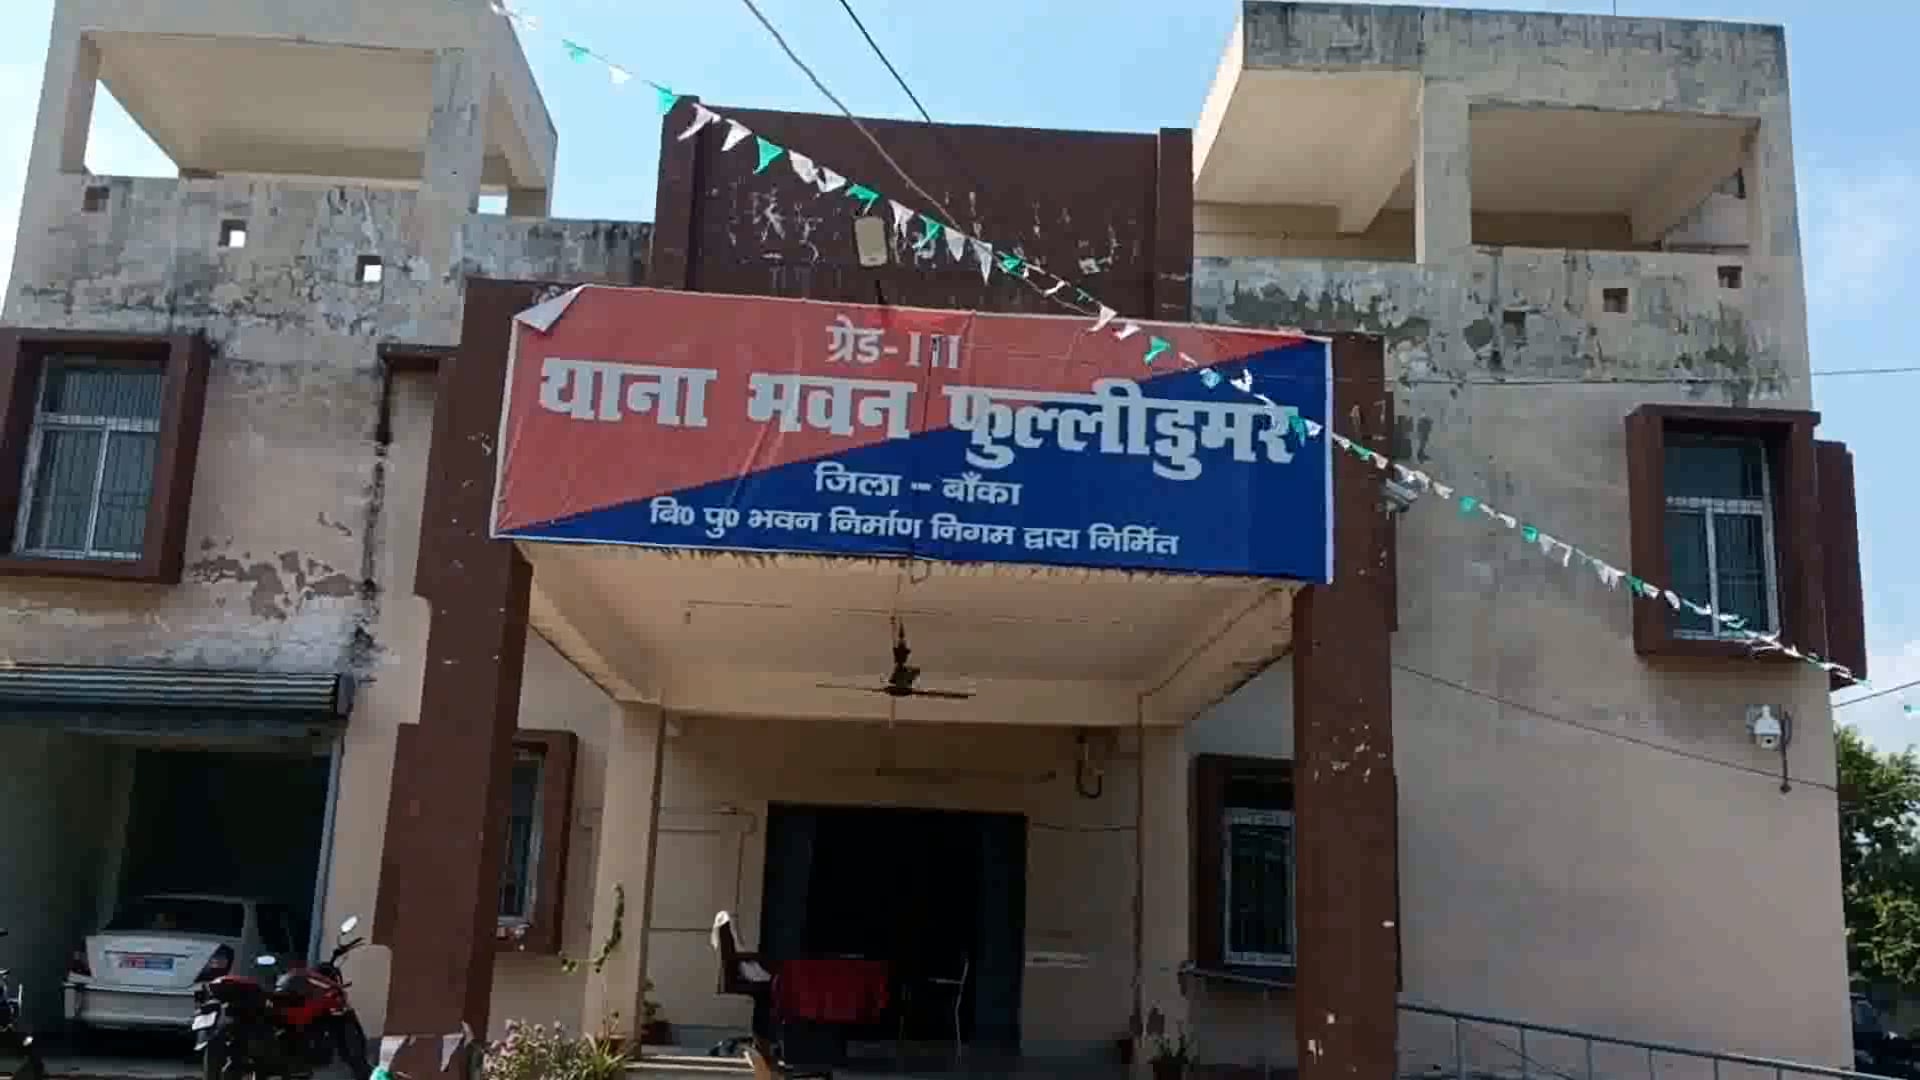 ग्रेड-III
थाना भवन फुल्लीडुमर
जिला - बाँका
बि० पु० भवन निर्माण निगम द्वारा निर्मित